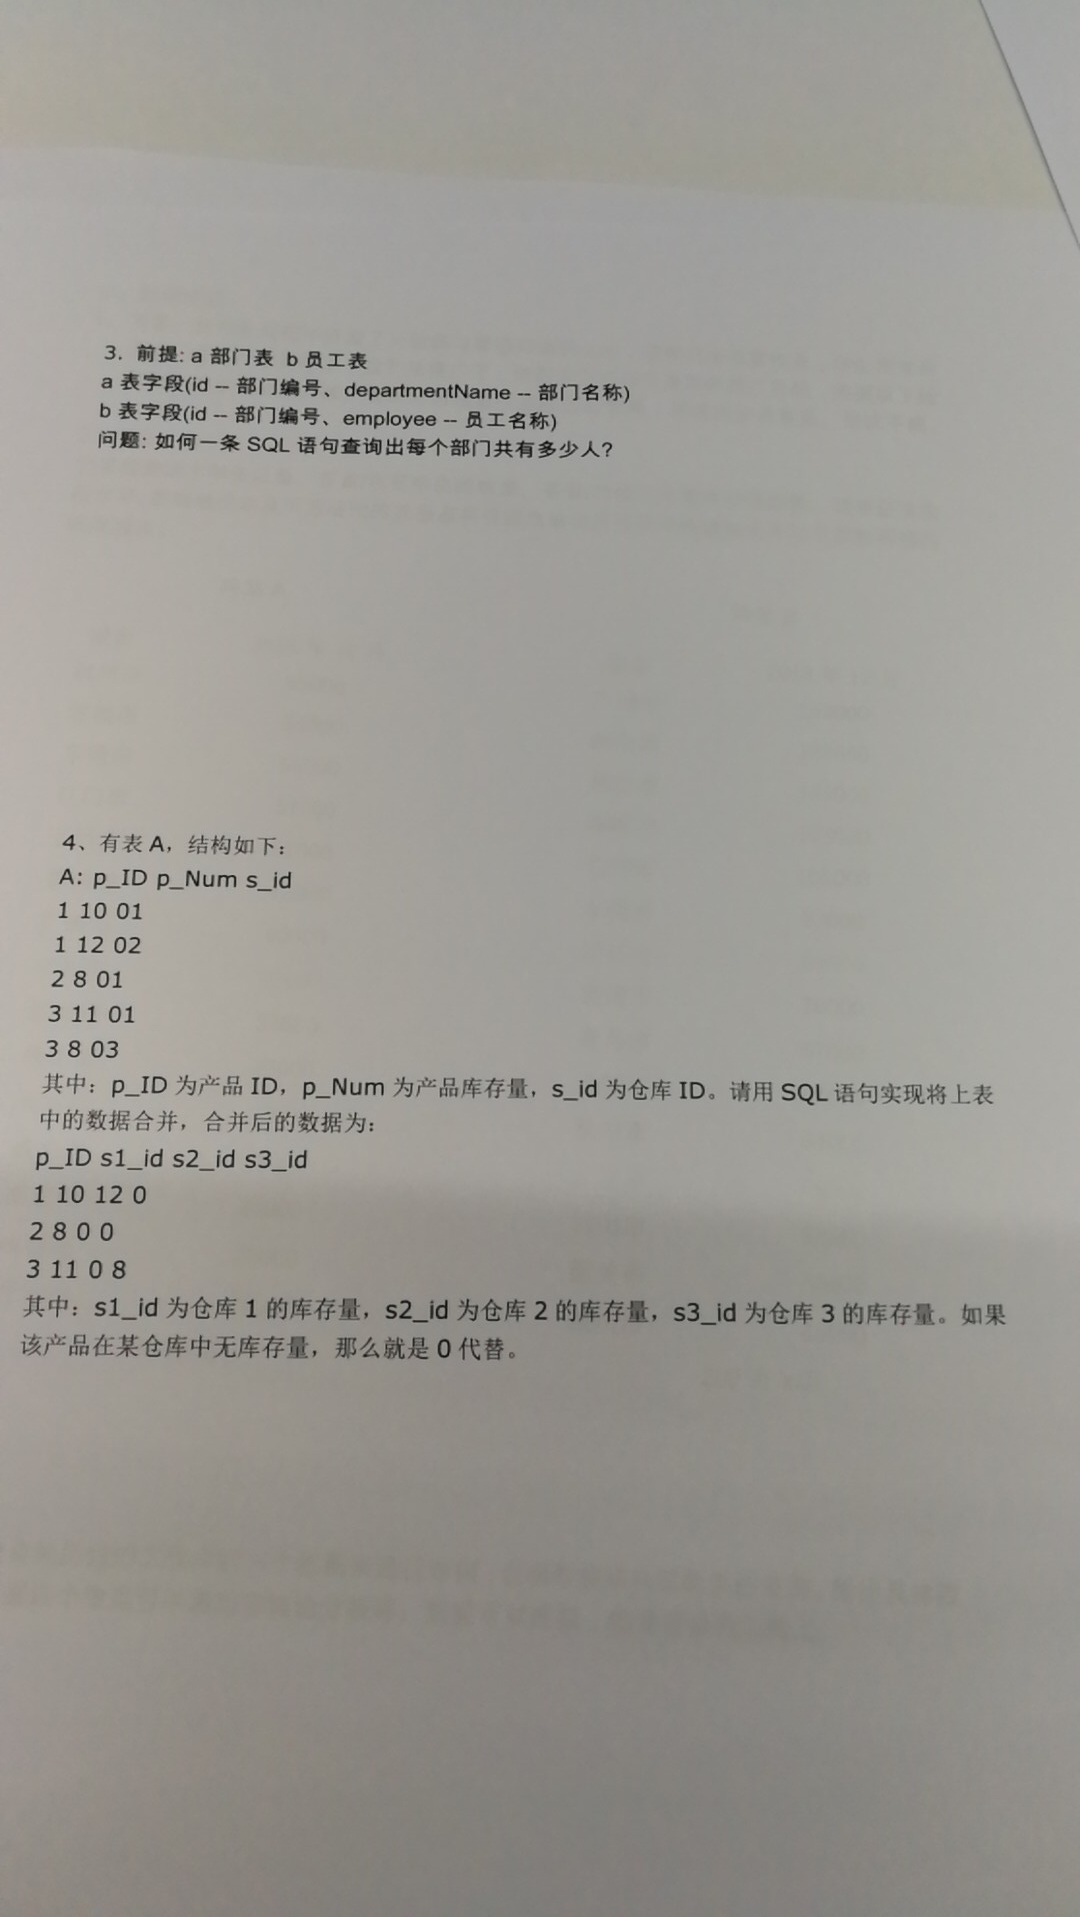 3. 前提: a 部门表 b 员工表
a 表字段(id -- 部门编号、departmentName -- 部门名称)
b 表字段(id -- 部门编号、employee -- 员工名称)
问题: 如何一条 SQL 语句查询出每个部门共有多少人?
4、有表 A，结构如下：
A: p_ID p_Num s_id
1 10 01
1 12 02
2 8 01
3 11 01
3 8 03
其中：p_ID 为产品 ID，p_Num 为产品库存量，s_id 为仓库 ID。请用 SQL 语句实现将上表
中的数据合并，合并后的数据为：
p_ID s1_id s2_id s3_id
1 10 12 0
2 8 0 0
3 11 0 8
其中：s1_id 为仓库 1 的库存量，s2_id 为仓库 2 的库存量，s3_id 为仓库 3 的库存量。如果
该产品在某仓库中无库存量，那么就是 0 代替。